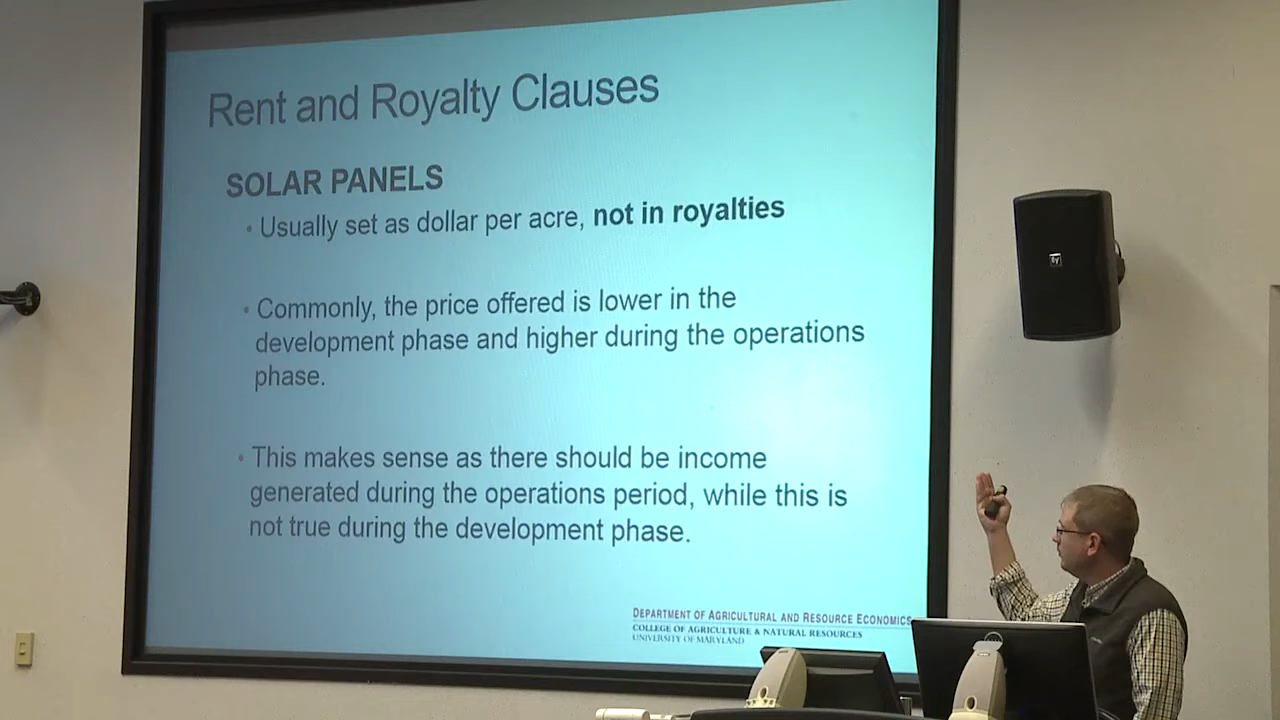 Rent and Royalty Clauses
SOLAR PANELS
• Usually set as dollar per acre, not in royalties
• Commonly, the price offered is lower in the
development phase and higher during the operations
phase.
• This makes sense as there should be income
generated during the operations period, while this is
not true during the development phase.
DEPARTMENT OF AGRICULTURAL AND RESOURCE ECONOMICS
COLLEGE OF AGRICULTURE & NATURAL RESOURCES
UNIVERSITY OF MARYLAND
EV